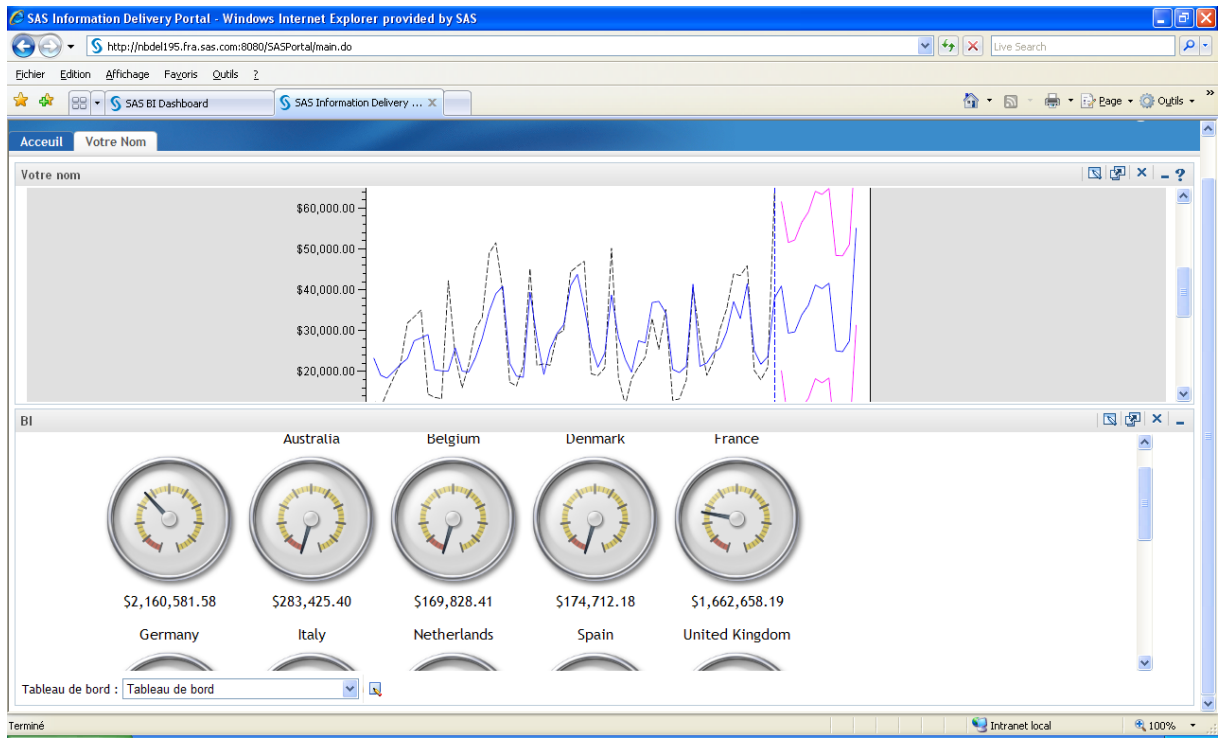 SAS Information Delivery Portal - Windows Internet Explorer provided by SAS
http://nbdel195.fra.sas.com:8080/SASPortal/main.do
Live Search
Fichier Edition Affichage Favoris Outils ?
SAS BI Dashboard
SAS Information Delivery ...
Page
Outils
Acceuil
Votre Nom
Votre nom
$60,000.00
$50,000.00
$40,000.00
$30,000.00
$20,000.00
BI
Australia Belgium Denmark France
$2,160,581.58 $283,425.40 $169,828.41 $174,712.18 $1,662,658.19
Germany Italy Netherlands Spain United Kingdom
Tableau de bord : Tableau de bord
Terminé
Intranet local
100%